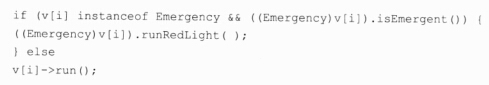 if (v[i] instanceof Emergency && ((Emergency)v[i]).isEmergent()) {
((Emergency)v[i]).runRedLight( );
} else
v[i]->run();